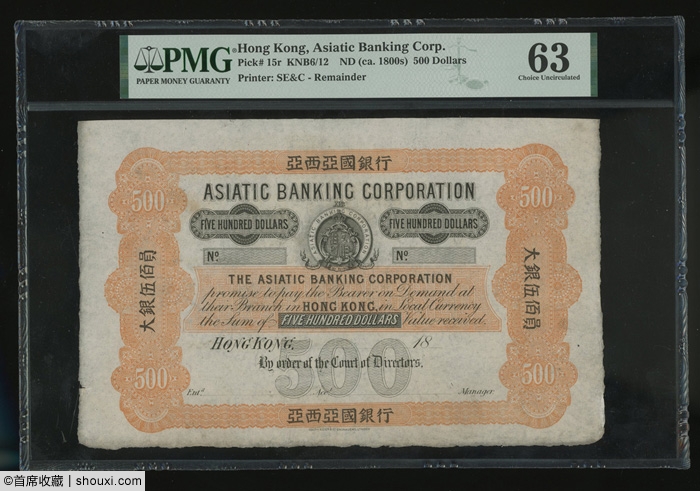 PMG
PAPER MONEY GUARANTY
Hong Kong, Asiatic Banking Corp.
Pick# 15r KNB6/12 ND (ca. 1800s) 500 Dollars
Printer: SE&C - Remainder
63
Choice Uncirculated
亞西亞國銀行
500
500
ASIATIC BANKING CORPORATION
FIVE HUNDRED DOLLARS
FIVE HUNDRED DOLLARS
ASIATIC BANKING CORPORATION
No.
No.
大銀伍佰員
大銀伍佰員
THE ASIATIC BANKING CORPORATION
promise to pay the Bearer on Demand at
their Branch in HONG KONG, in local Currency
the Sum of FIVE HUNDRED DOLLARS Value received.
HONG KONG, 18
500
By order of the Court of Directors,
500
500
Entd.
Manager.
亞西亞國銀行
©首席收藏 | shouxi.com